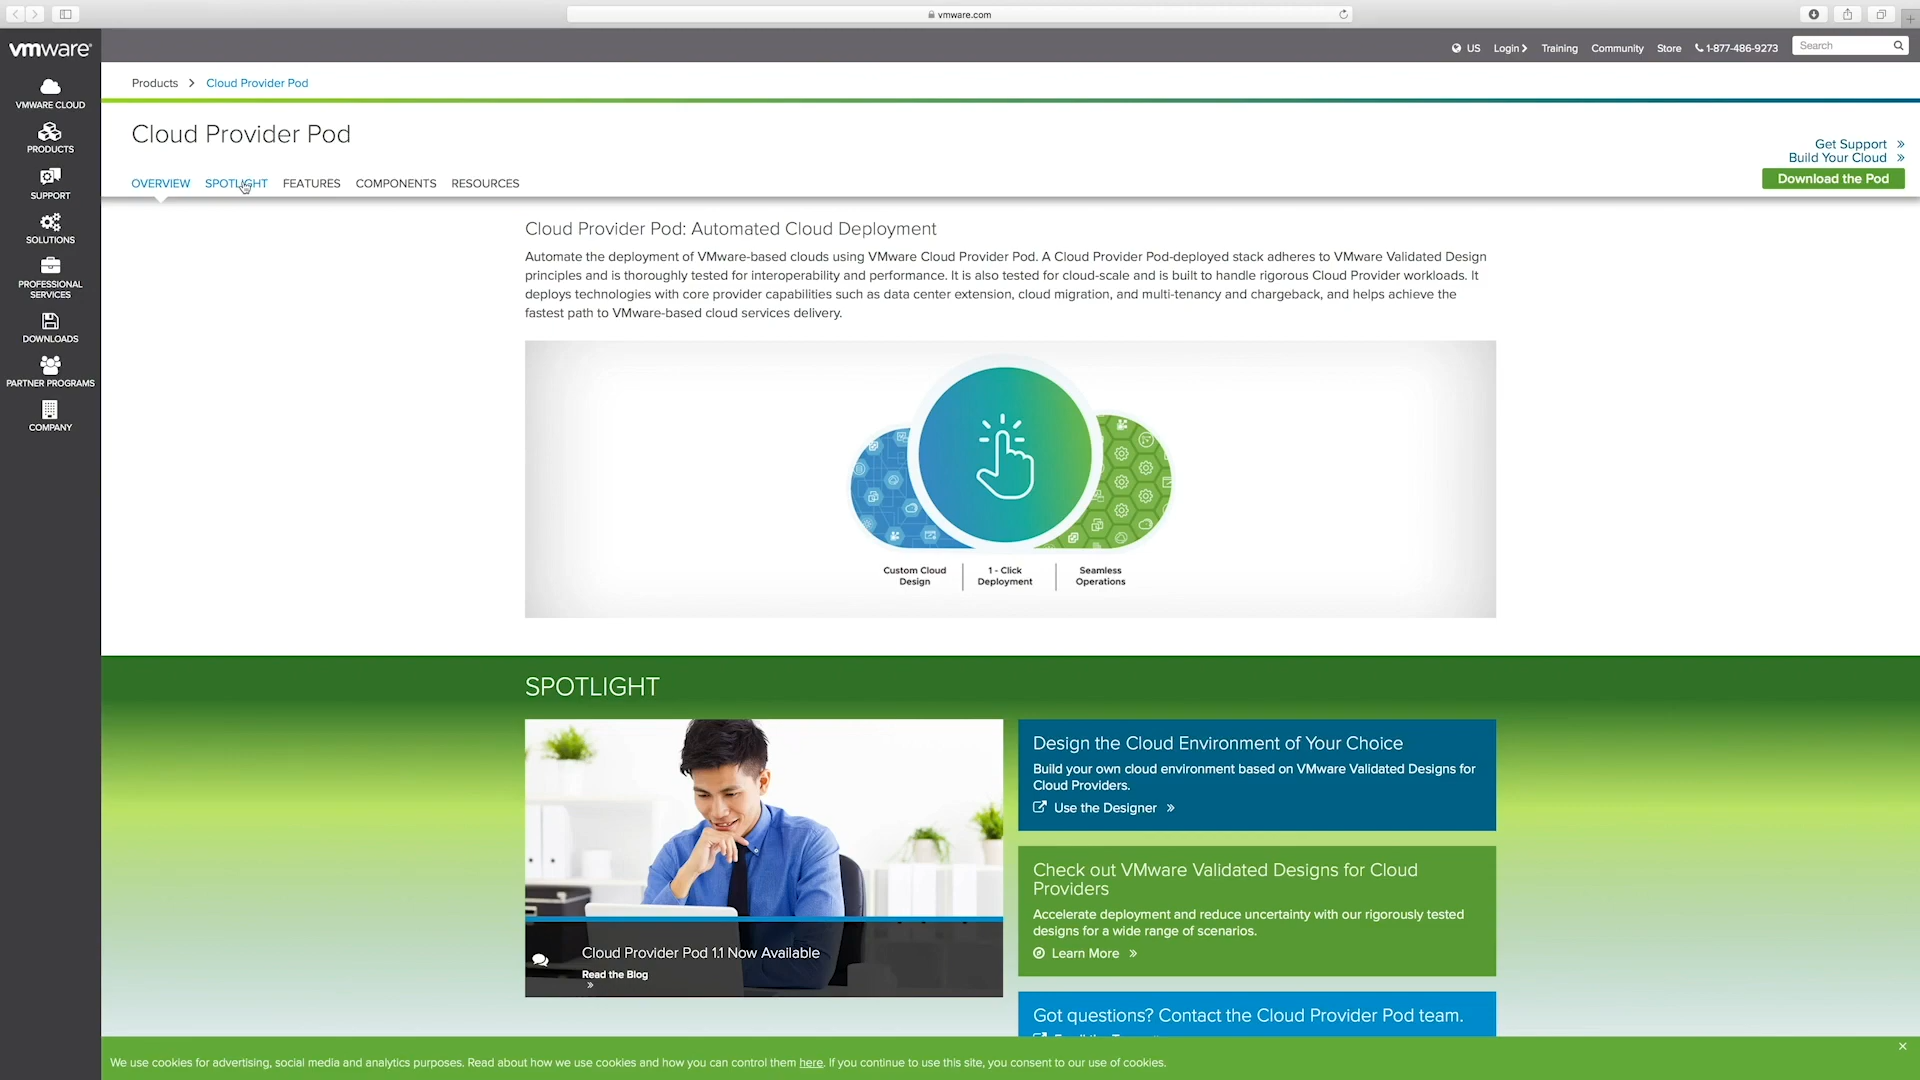 vmware.com
vmware
US Login Training Community Store 1-877-486-9273 Search
VMWARE CLOUD
PRODUCTS
SUPPORT
SOLUTIONS
PROFESSIONAL
SERVICES
DOWNLOADS
PARTNER PROGRAMS
COMPANY
Products > Cloud Provider Pod
Cloud Provider Pod
Get Support »
Build Your Cloud »
Download the Pod
OVERVIEW SPOTLIGHT FEATURES COMPONENTS RESOURCES
Cloud Provider Pod: Automated Cloud Deployment
Automate the deployment of VMware-based clouds using VMware Cloud Provider Pod. A Cloud Provider Pod-deployed stack adheres to VMware Validated Design
principles and is thoroughly tested for interoperability and performance. It is also tested for cloud-scale and is built to handle rigorous Cloud Provider workloads. It
deploys technologies with core provider capabilities such as data center extension, cloud migration, and multi-tenancy and chargeback, and helps achieve the
fastest path to VMware-based cloud services delivery.
Custom Cloud
Design
1 - Click
Deployment
Seamless
Operations
SPOTLIGHT
Cloud Provider Pod 1.1 Now Available
Read the Blog
»
Design the Cloud Environment of Your Choice
Build your own cloud environment based on VMware Validated Designs for
Cloud Providers.
Use the Designer »
Check out VMware Validated Designs for Cloud
Providers
Accelerate deployment and reduce uncertainty with our rigorously tested
designs for a wide range of scenarios.
Learn More »
Got questions? Contact the Cloud Provider Pod team.
We use cookies for advertising, social media and analytics purposes. Read about how we use cookies and how you can control them here. If you continue to use this site, you consent to our use of cookies.